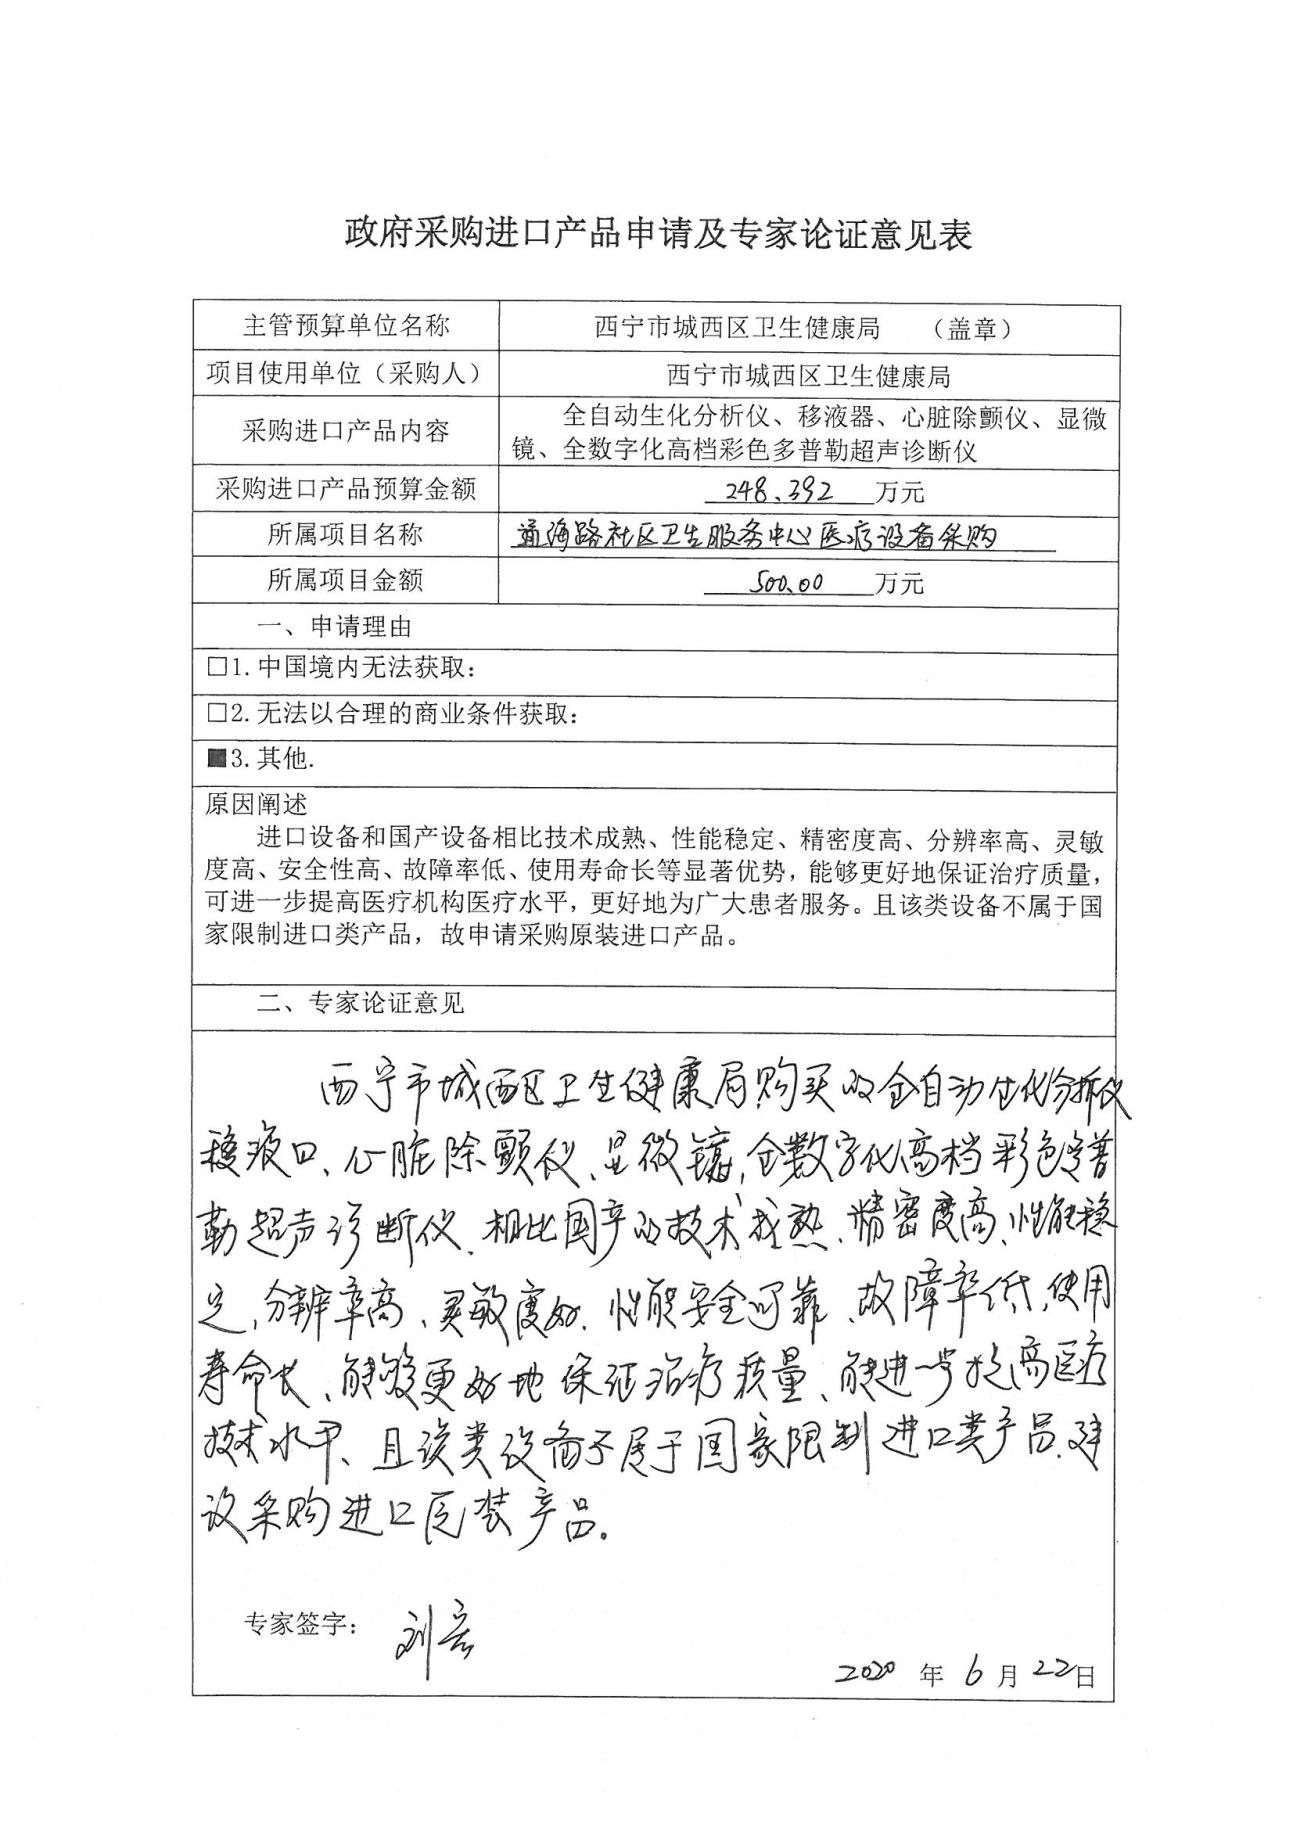 政府采购进口产品申请及专家论证意见表
主管预算单位名称 西宁市城西区卫生健康局 （盖章）
项目使用单位（采购人） 西宁市城西区卫生健康局
采购进口产品内容 全自动生化分析仪、移液器、心脏除颤仪、显微
镜、全数字化高档彩色多普勒超声诊断仪
采购进口产品预算金额 248.392 万元
所属项目名称 通海路社区卫生服务中心医疗设备采购
所属项目金额 500.00 万元
一、申请理由
□1.中国境内无法获取：
□2.无法以合理的商业条件获取：
■3.其他.
原因阐述
进口设备和国产设备相比技术成熟、性能稳定、精密度高、分辨率高、灵敏
度高、安全性高、故障率低、使用寿命长等显著优势，能够更好地保证治疗质量，
可进一步提高医疗机构医疗水平，更好地为广大患者服务。且该类设备不属于国
家限制进口类产品，故申请采购原装进口产品。
二、专家论证意见
西宁市城西区卫生健康局购买的全自动生化分析仪
移液口、心脏除颤仪、显微镜，全数字化高档彩色多普
勒超声诊断仪、相比国产的技术成熟、精密度高、性能稳
定，分辨率高、灵敏度好、性能安全可靠、故障率低，使用
寿命长、能够更好地保证治疗质量、能进一步提高医疗
技术水平、且该类设备不属于国家限制进口类产品、建
议采购进口原装产品。
专家签字：刘宏
2020 年 6 月 22日